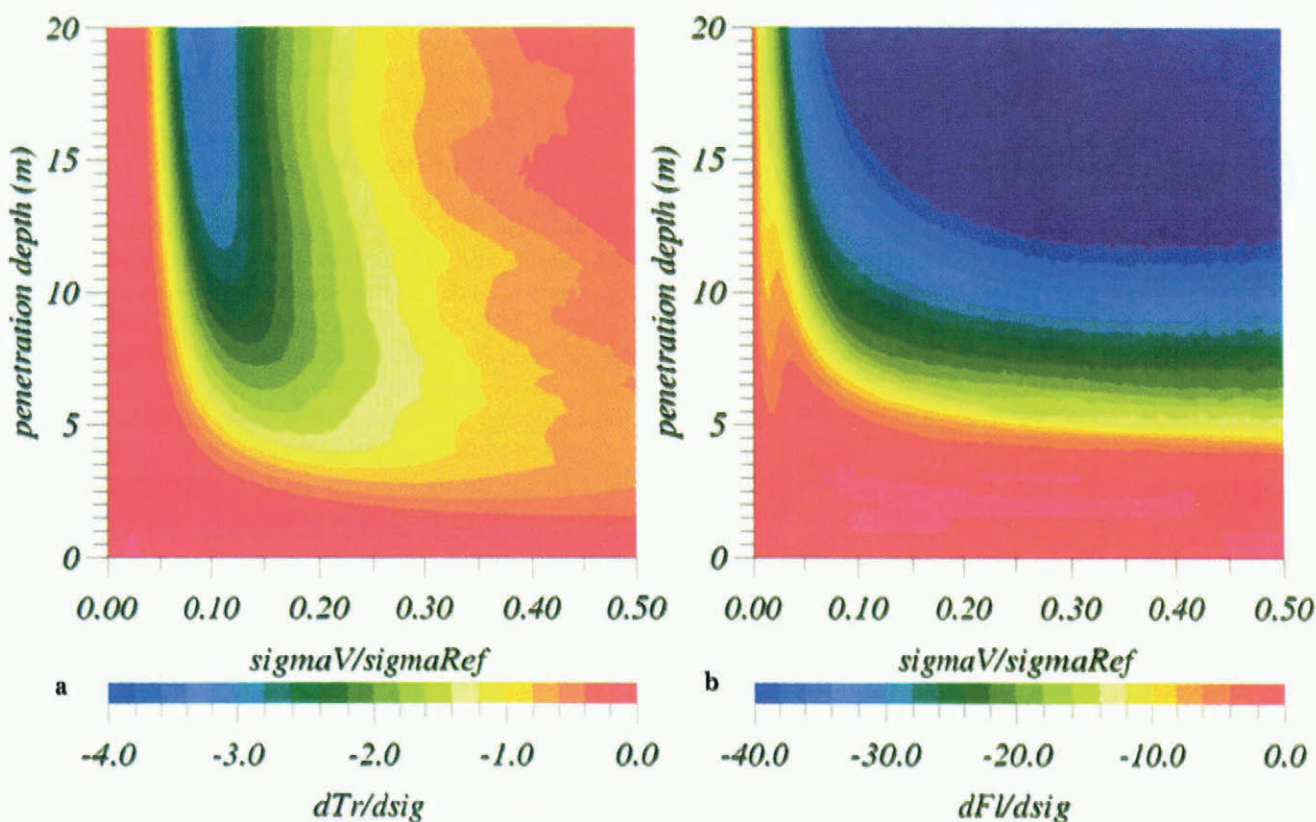 20
15
10
5
0
penetration depth (m)
0.00 0.10 0.20 0.30 0.40 0.50
sigmaV/sigmaRef
a
-4.0 -3.0 -2.0 -1.0 0.0
dTr/dsig
20
15
10
5
0
penetration depth (m)
0.00 0.10 0.20 0.30 0.40 0.50
sigmaV/sigmaRef
b
-40.0 -30.0 -20.0 -10.0 0.0
dFl/dsig